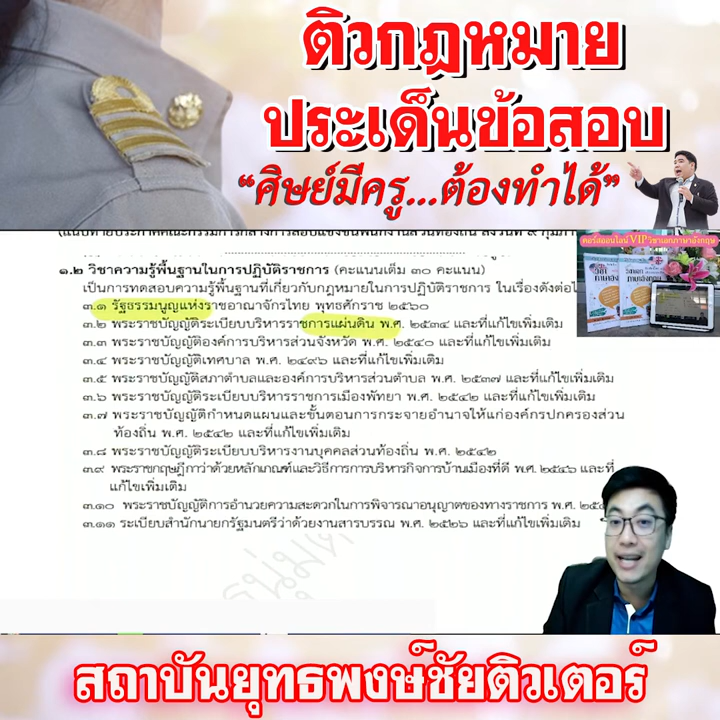 ติวกฎหมาย
ประเด็นข้อสอบ
“ศิษย์มีครู...ต้องทำได้”
คอร์สออนไลน์ VIP วิชาเอกภาษาอังกฤษ
๑.๒ วิชาความรู้พื้นฐานในการปฏิบัติราชการ (คะแนนเต็ม ๓๐ คะแนน)
เป็นการทดสอบความรู้พื้นฐานที่เกี่ยวกับกฎหมายในการปฏิบัติราชการ ในเรื่องดังต่อไ
๓.๑ รัฐธรรมนูญแห่งราชอาณาจักรไทย พุทธศักราช ๒๕๖๐
๓.๒ พระราชบัญญัติระเบียบบริหารราชการแผ่นดิน พ.ศ. ๒๕๓๔ และที่แก้ไขเพิ่มเติม
๓.๓ พระราชบัญญัติองค์การบริหารส่วนจังหวัด พ.ศ. ๒๕๔๐ และที่แก้ไขเพิ่มเติม
๓.๔ พระราชบัญญัติเทศบาล พ.ศ. ๒๔๙๖ และที่แก้ไขเพิ่มเติม
๓.๕ พระราชบัญญัติสภาตำบลและองค์การบริหารส่วนตำบล พ.ศ. ๒๕๓๗ และที่แก้ไขเพิ่มเติม
๓.๖ พระราชบัญญัติระเบียบบริหารราชการเมืองพัทยา พ.ศ. ๒๕๔๒ และที่แก้ไขเพิ่มเติม
๓.๗ พระราชบัญญัติกำหนดแผนและขั้นตอนการกระจายอำนาจให้แก่องค์กรปกครองส่วน
ท้องถิ่น พ.ศ. ๒๕๔๒ และที่แก้ไขเพิ่มเติม
๓.๘ พระราชบัญญัติระเบียบบริหารงานบุคคลส่วนท้องถิ่น พ.ศ. ๒๕๔๒
๓.๙ พระราชกฤษฎีกาว่าด้วยหลักเกณฑ์และวิธีการการบริหารกิจการบ้านเมืองที่ดี พ.ศ. ๒๕๔๖ และที่
แก้ไขเพิ่มเติม
๓.๑๐ พระราชบัญญัติการอำนวยความสะดวกในการพิจารณาอนุญาตของทางราชการ พ.ศ.
๓.๑๑ ระเบียบสำนักนายกรัฐมนตรีว่าด้วยงานสารบรรณ พ.ศ. ๒๕๒๖ และที่แก้ไขเพิ่มเติม
สถาบันยุทธพงษ์ชัยติวเตอร์